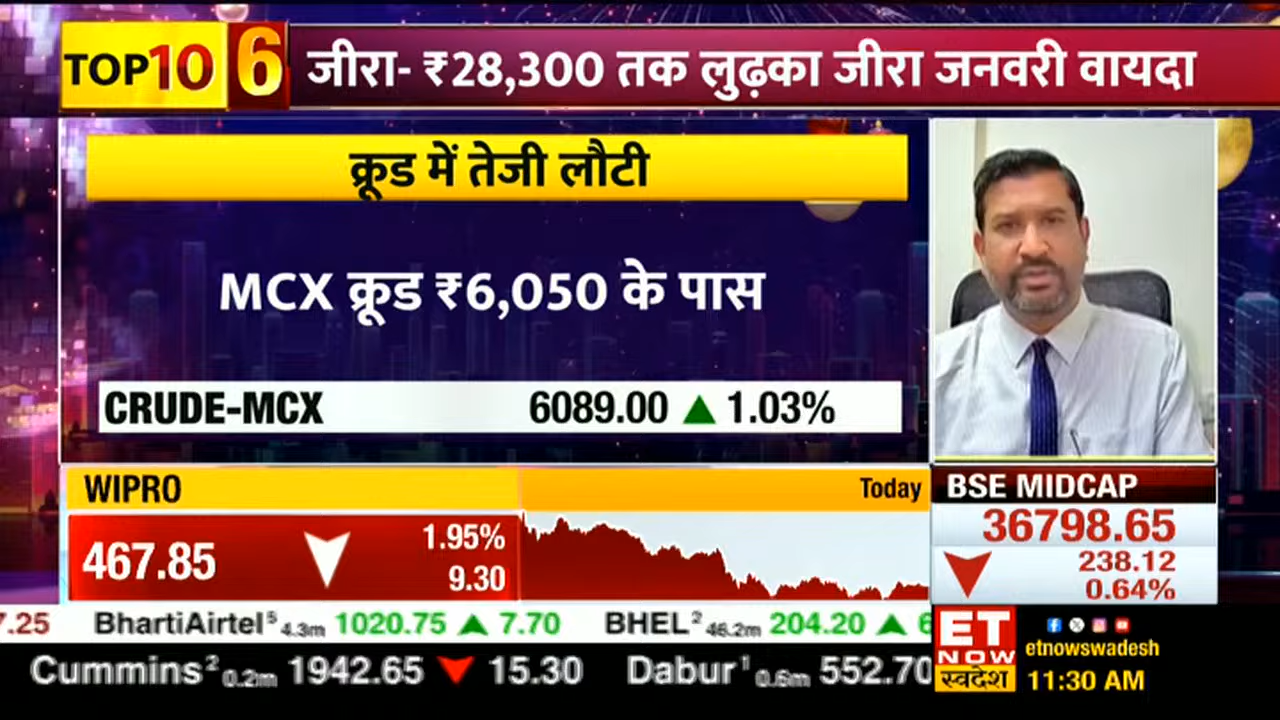 TOP10 6 जीरा- ₹28,300 तक लुढ़का जीरा जनवरी वायदा
क्रूड में तेजी लौटी
MCX क्रूड ₹6,050 के पास
CRUDE-MCX 6089.00 ▲ 1.03%
WIPRO Today
467.85 ▼ 1.95%
9.30
BSE MIDCAP
36798.65
▼ 238.12
0.64%
7.25 BhartiAirtel 5 4.3m 1020.75 ▲ 7.70 BHEL 2 46.2m 204.20 ▲ 6
Cummins 2 0.2m 1942.65 ▼ 15.30 Dabur 1 0.6m 552.70
ET
NOW
स्वदेश
etnowswadesh
11:30 AM